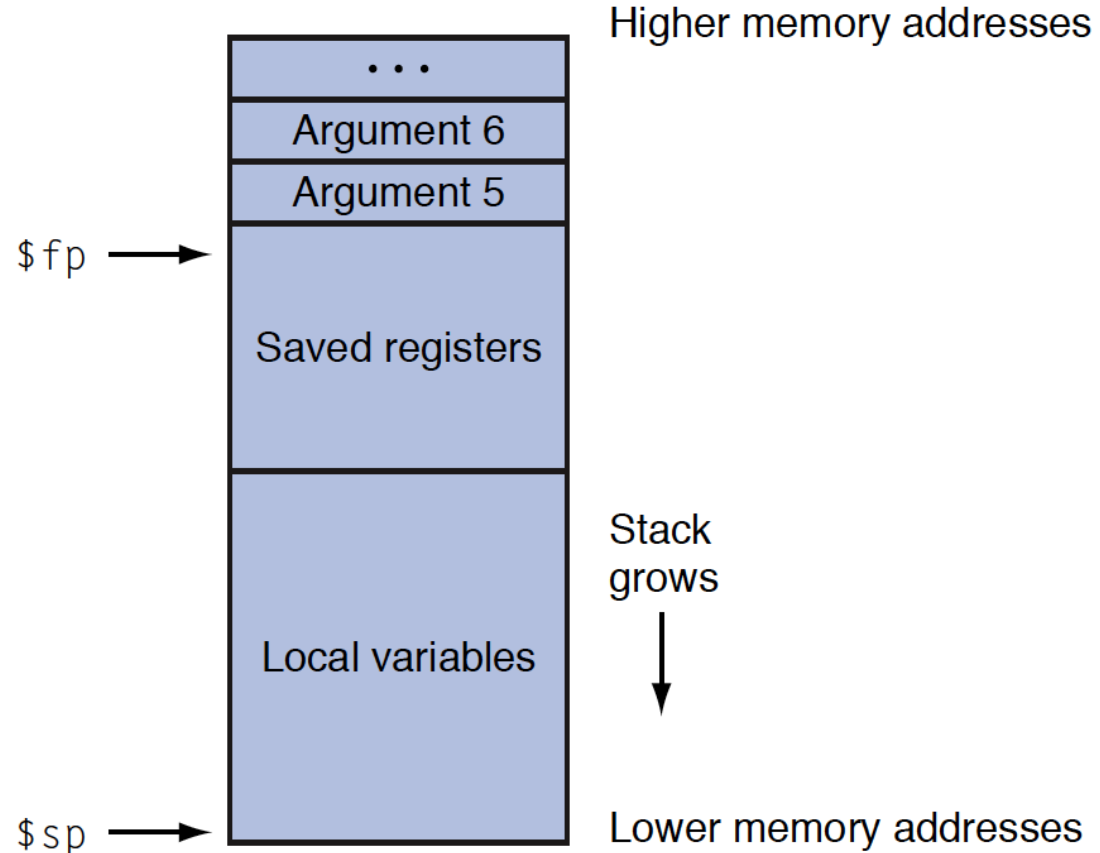 Higher memory addresses
. . .
Argument 6
Argument 5
$fp
Saved registers
Stack
grows
Local variables
$sp
Lower memory addresses